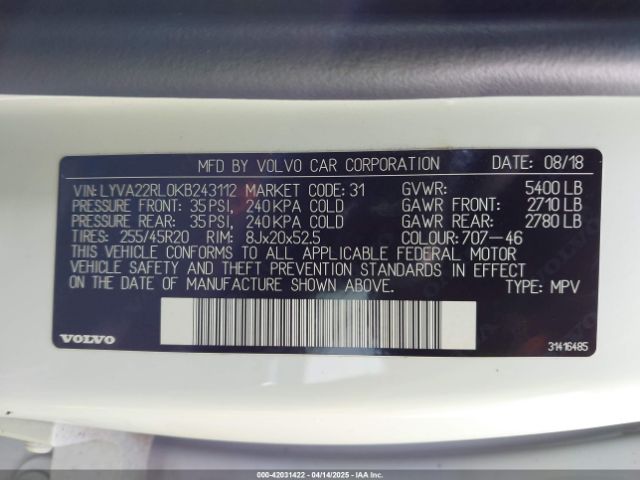 MFD BY VOLVO CAR CORPORATION DATE: 08/18
VIN: LYVA22RL0KB243112 MARKET CODE: 31 GVWR: 5400 LB
PRESSURE FRONT: 35 PSI, 240 KPA COLD GAWR FRONT: 2710 LB
PRESSURE REAR: 35 PSI, 240 KPA COLD GAWR REAR: 2780 LB
TIRES: 255/45R20 RIM: 8Jx20x52.5 COLOUR: 707-46
THIS VEHICLE CONFORMS TO ALL APPLICABLE FEDERAL MOTOR
VEHICLE SAFETY AND THEFT PREVENTION STANDARDS IN EFFECT
ON THE DATE OF MANUFACTURE SHOWN ABOVE. TYPE: MPV
VOLVO 31416485
000-42031422 04/14/2025 - IAAI.COM